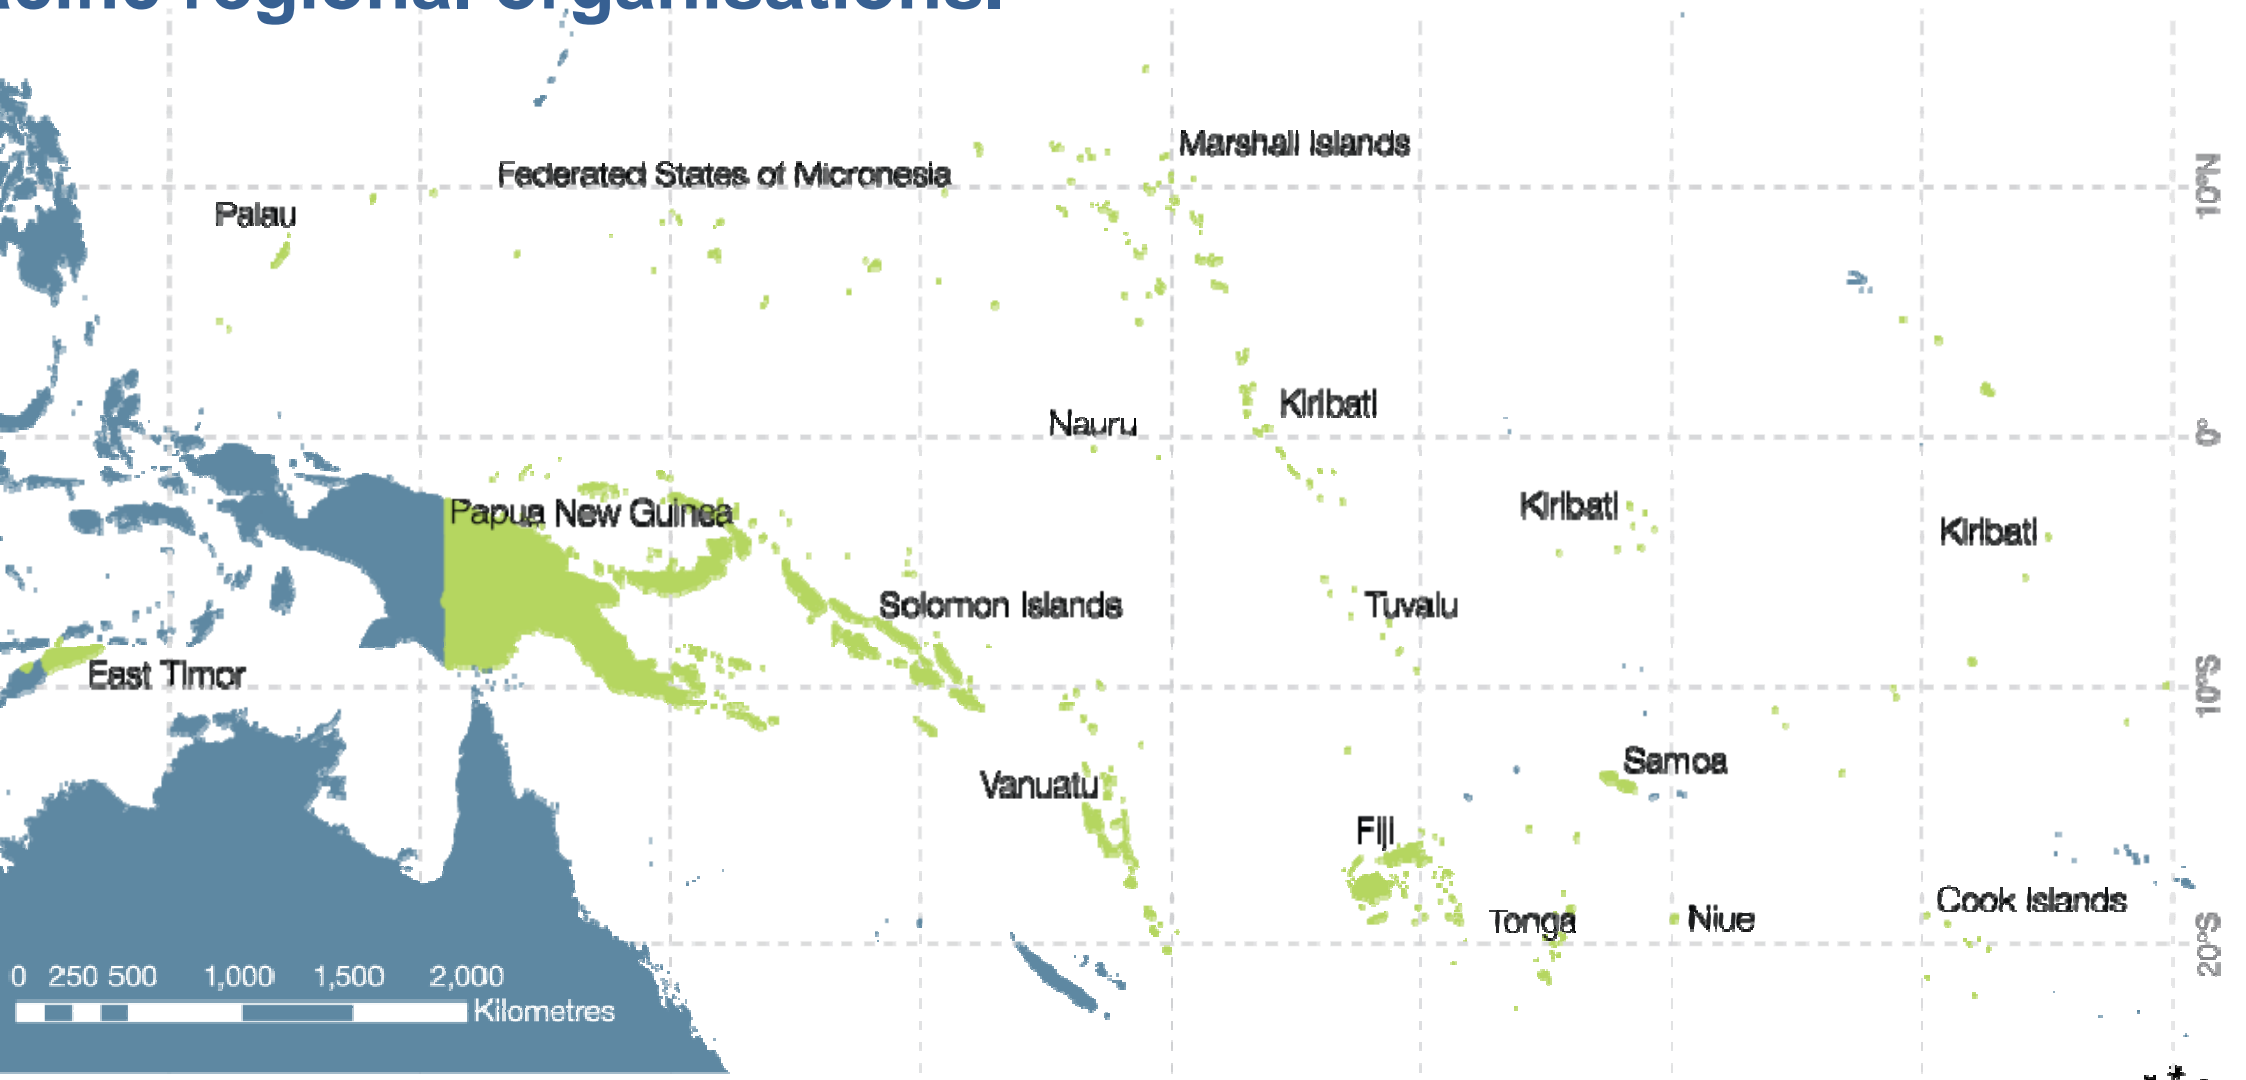 regional organisations.
Marshall Islands
Federated States of Micronesia
10°N
Palau
Kiribati
Nauru
0°
Papua New Guinea
Kiribati
Kiribati
Solomon Islands
Tuvalu
East Timor
10°S
Samoa
Vanuatu
Fiji
Cook Islands
Tonga
Niue
20°S
0 250 500 1,000 1,500 2,000
Kilometres